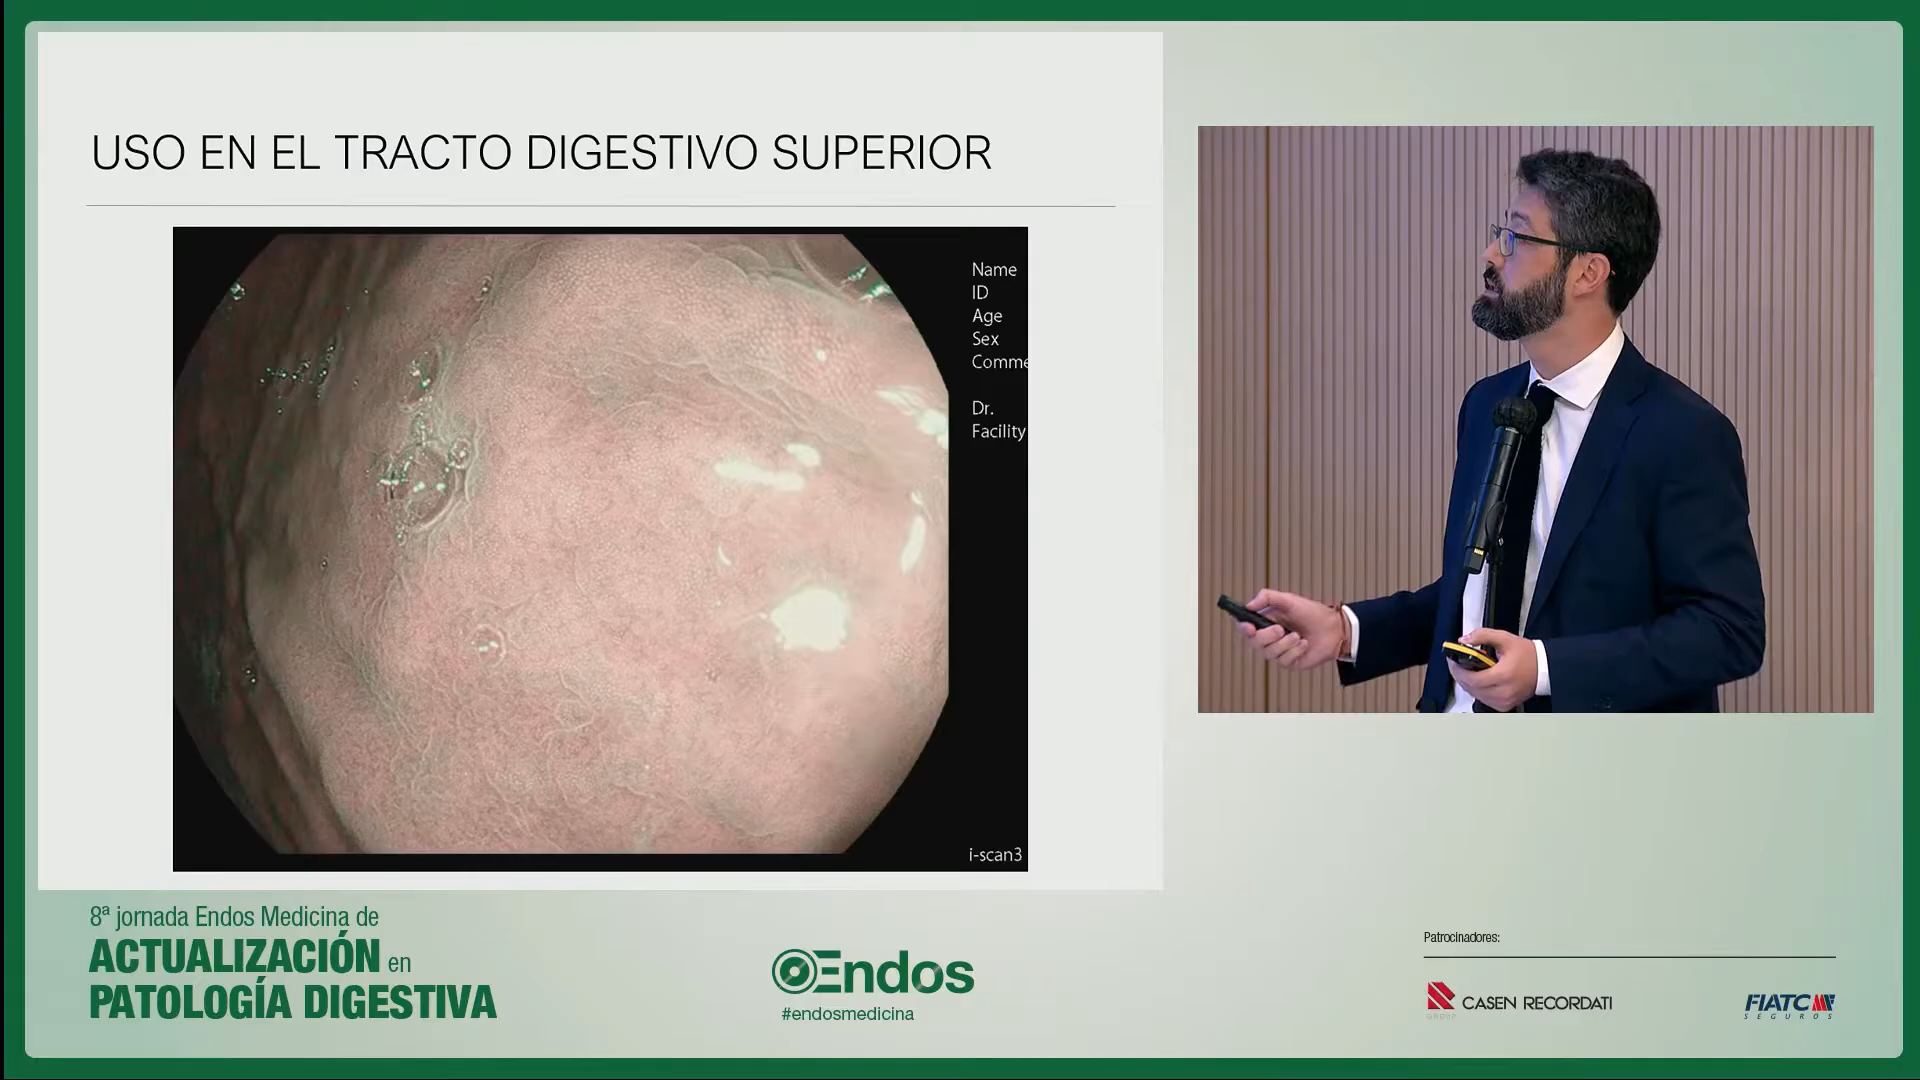 USO EN EL TRACTO DIGESTIVO SUPERIOR
Name
ID
Age
Sex
Comme
Dr.
Facility
i-scan3
8ª jornada Endos Medicina de
ACTUALIZACIÓN en
PATOLOGÍA DIGESTIVA
Endos
#endosmedicina
Patrocinadores:
CASEN RECORDATI
GROUP
FIATC
SEGUROS